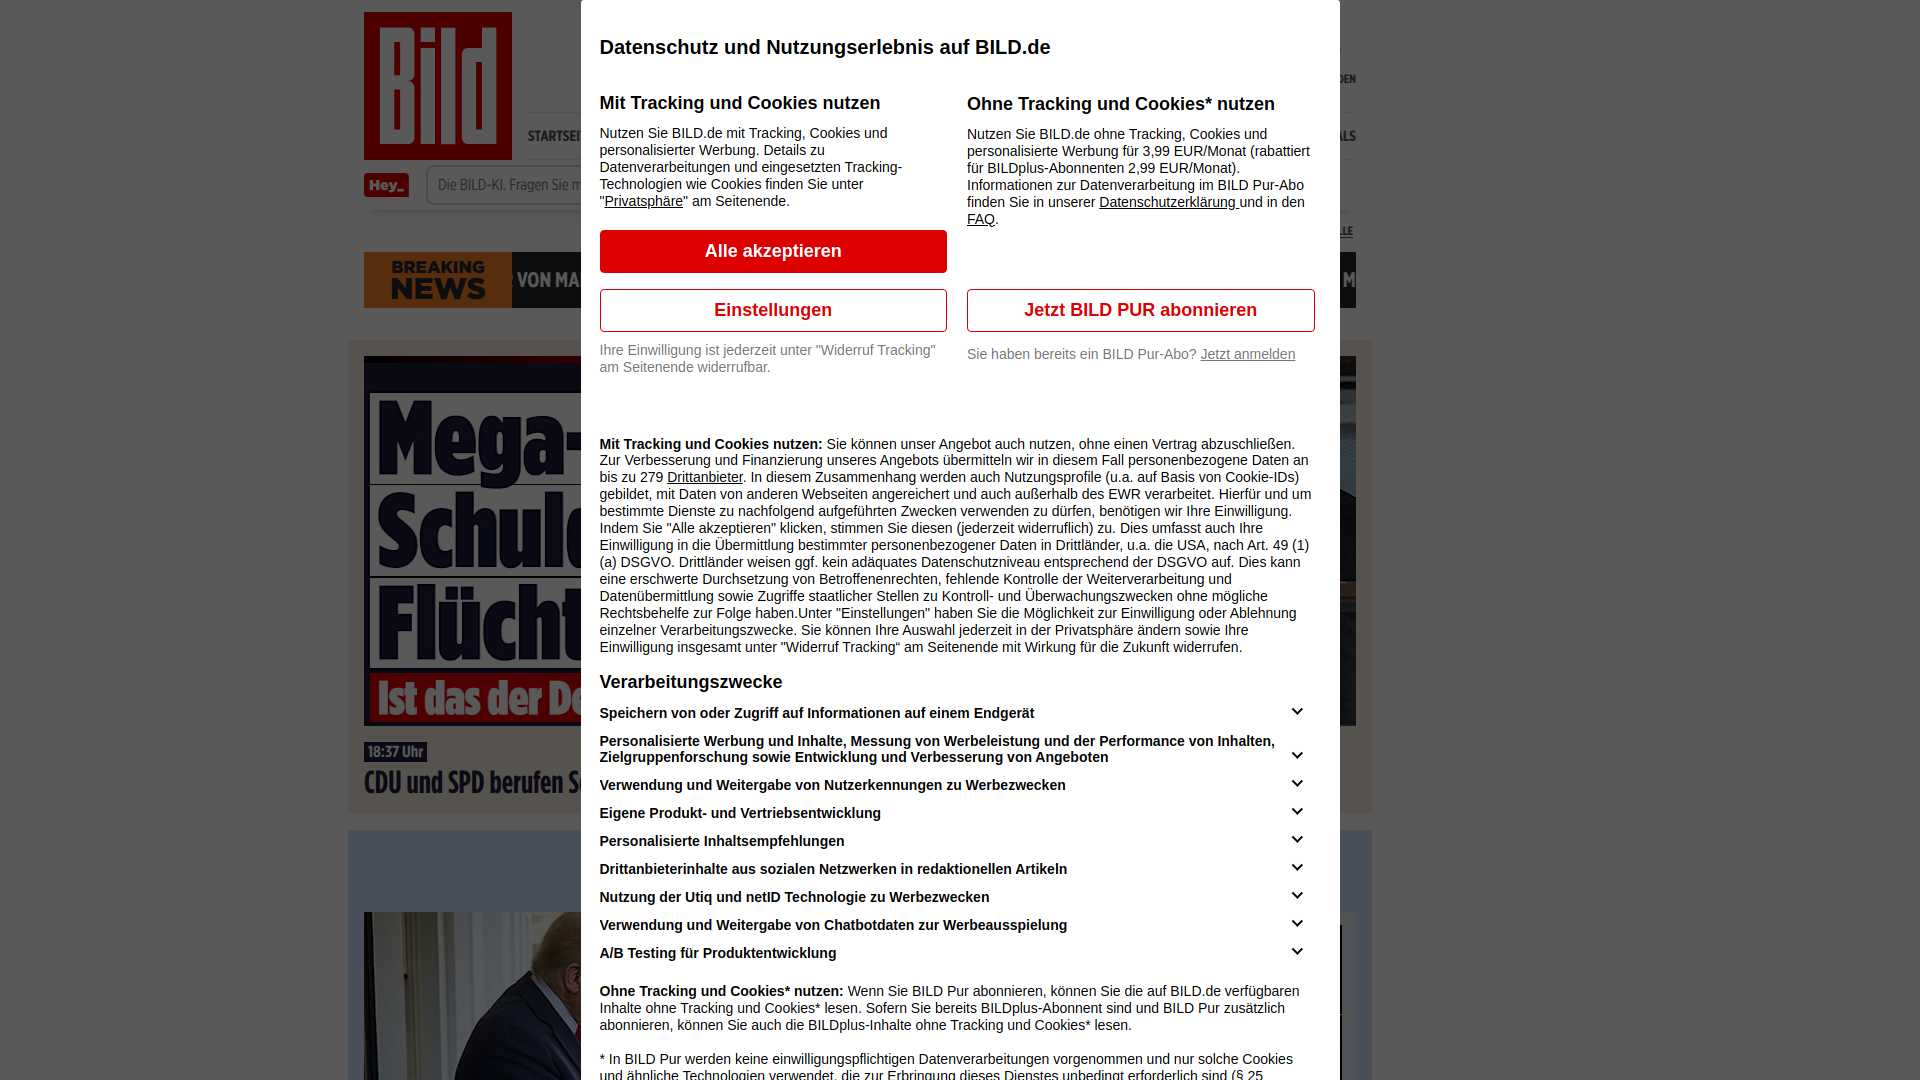 Bild
Datenschutz und Nutzungserlebnis auf BILD.de
Mit Tracking und Cookies nutzen
Nutzen Sie BILD.de mit Tracking, Cookies und
personalisierter Werbung. Details zu
Datenverarbeitungen und eingesetzten Tracking-
Technologien wie Cookies finden Sie unter
"Privatsphäre" am Seitenende.
Alle akzeptieren
Einstellungen
Ihre Einwilligung ist jederzeit unter "Widerruf Tracking"
am Seitenende widerrufbar.
Ohne Tracking und Cookies* nutzen
Nutzen Sie BILD.de ohne Tracking, Cookies und
personalisierte Werbung für 3,99 EUR/Monat (rabattiert
für BILDplus-Abonnenten 2,99 EUR/Monat).
Informationen zur Datenverarbeitung im BILD Pur-Abo
finden Sie in unserer Datenschutzerklärung und in den
FAQ.
Jetzt BILD PUR abonnieren
Sie haben bereits ein BILD Pur-Abo? Jetzt anmelden
Mit Tracking und Cookies nutzen: Sie können unser Angebot auch nutzen, ohne einen Vertrag abzuschließen.
Zur Verbesserung und Finanzierung unseres Angebots übermitteln wir in diesem Fall personenbezogene Daten an
bis zu 279 Drittanbieter. In diesem Zusammenhang werden auch Nutzungsprofile (u.a. auf Basis von Cookie-IDs)
gebildet, mit Daten von anderen Webseiten angereichert und auch außerhalb des EWR verarbeitet. Hierfür und um
bestimmte Dienste zu nachfolgend aufgeführten Zwecken verwenden zu dürfen, benötigen wir Ihre Einwilligung.
Indem Sie "Alle akzeptieren" klicken, stimmen Sie diesen (jederzeit widerruflich) zu. Dies umfasst auch Ihre
Einwilligung in die Übermittlung bestimmter personenbezogener Daten in Drittländer, u.a. die USA, nach Art. 49 (1)
(a) DSGVO. Drittländer weisen ggf. kein adäquates Datenschutzniveau entsprechend der DSGVO auf. Dies kann
eine erschwerte Durchsetzung von Betroffenenrechten, fehlende Kontrolle der Weiterverarbeitung und
Datenübermittlung sowie Zugriffe staatlicher Stellen zu Kontroll- und Überwachungszwecken ohne mögliche
Rechtsbehelfe zur Folge haben.Unter "Einstellungen" haben Sie die Möglichkeit zur Einwilligung oder Ablehnung
einzelner Verarbeitungszwecke. Sie können Ihre Auswahl jederzeit in der Privatsphäre ändern sowie Ihre
Einwilligung insgesamt unter "Widerruf Tracking“ am Seitenende mit Wirkung für die Zukunft widerrufen.
Verarbeitungszwecke
Speichern von oder Zugriff auf Informationen auf einem Endgerät
Personalisierte Werbung und Inhalte, Messung von Werbeleistung und der Performance von Inhalten,
Zielgruppenforschung sowie Entwicklung und Verbesserung von Angeboten
Verwendung und Weitergabe von Nutzerkennungen zu Werbezwecken
Eigene Produkt- und Vertriebsentwicklung
Personalisierte Inhaltsempfehlungen
Drittanbieterinhalte aus sozialen Netzwerken in redaktionellen Artikeln
Nutzung der Utiq und netID Technologie zu Werbezwecken
Verwendung und Weitergabe von Chatbotdaten zur Werbeausspielung
A/B Testing für Produktentwicklung
Ohne Tracking und Cookies* nutzen: Wenn Sie BILD Pur abonnieren, können Sie die auf BILD.de verfügbaren
Inhalte ohne Tracking und Cookies* lesen. Sofern Sie bereits BILDplus-Abonnent sind und BILD Pur zusätzlich
abonnieren, können Sie auch die BILDplus-Inhalte ohne Tracking und Cookies* lesen.
* In BILD Pur werden keine einwilligungspflichtigen Datenverarbeitungen vorgenommen und nur solche Cookies
und ähnliche Technologien verwendet, die zur Erbringung dieses Dienstes unbedingt erforderlich sind (§ 25
STARTSEI
Hey_
Die BILD-KI. Fragen Sie m
BREAKING
NEWS
VON MA
Mega-
Schuld
Flücht
Ist das der De
18:37 Uhr
CDU und SPD berufen S
DEN
ALS
LLE
M